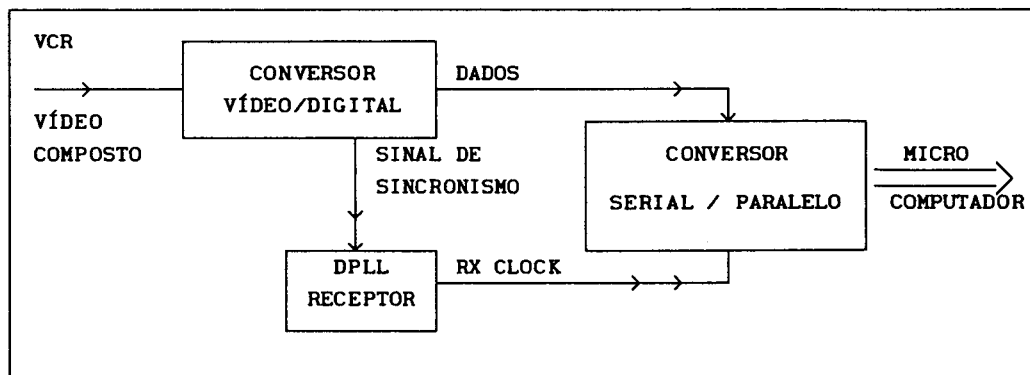 VCR
VÍDEO
COMPOSTO
CONVERSOR
VÍDEO/DIGITAL
DADOS
SINAL DE
SINCRONISMO
CONVERSOR
SERIAL / PARALELO
MICRO
COMPUTADOR
DPLL
RECEPTOR
RX CLOCK